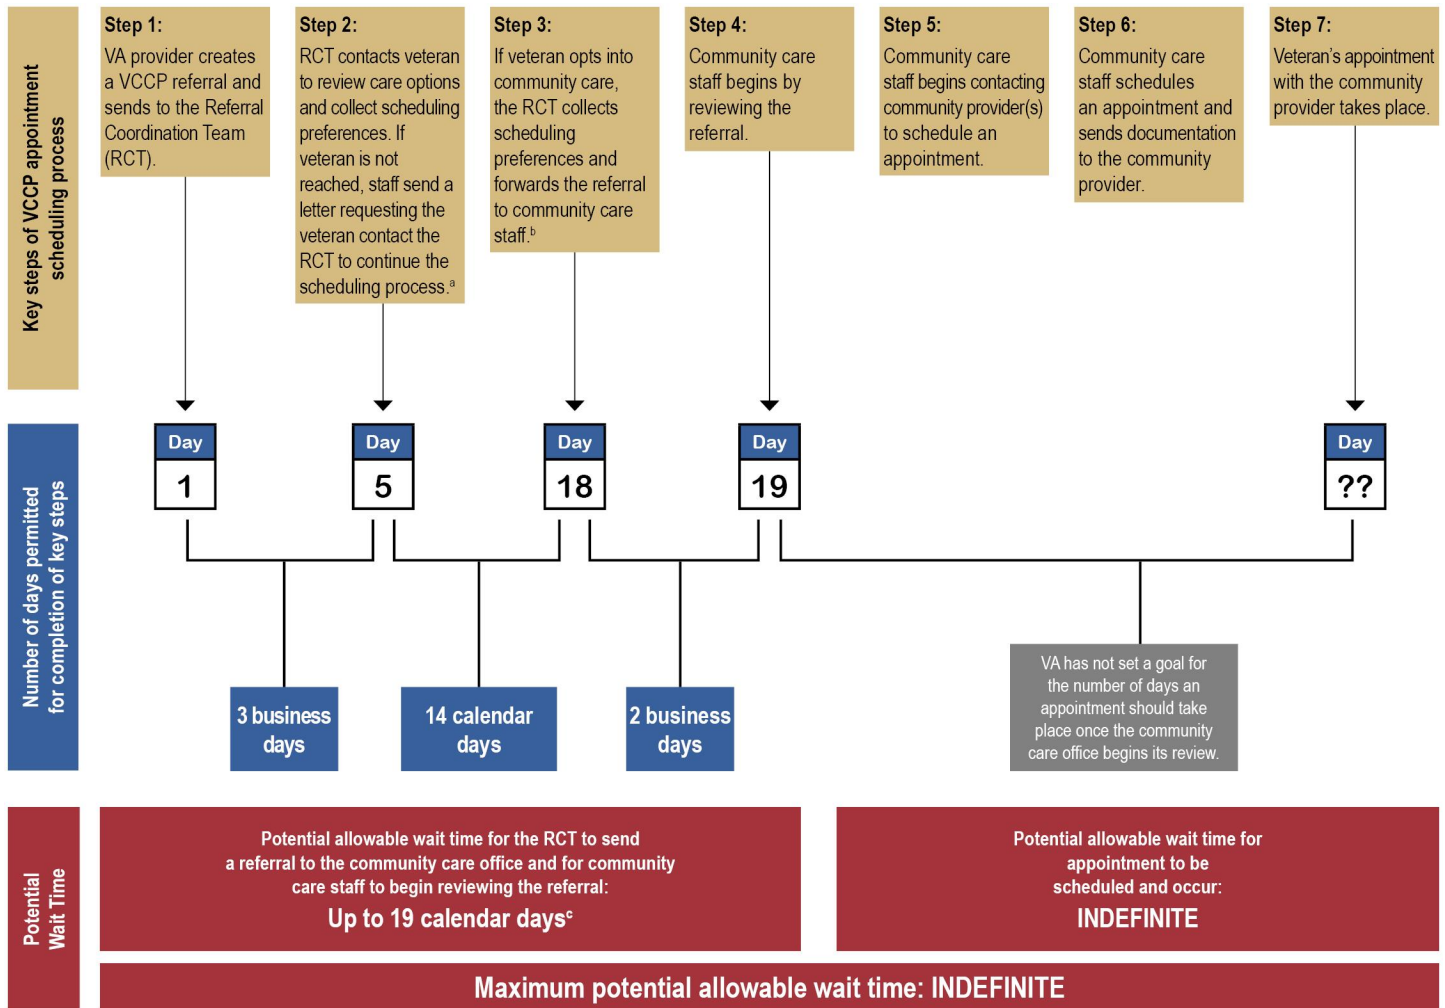 Key steps of VCCP appointment
scheduling process
Step 1:
VA provider creates
a VCCP referral and
sends to the Referral
Coordination Team
(RCT).
Step 2:
RCT contacts veteran
to review care options
and collect scheduling
preferences. If
veteran is not
reached, staff send a
letter requesting the
veteran contact the
RCT to continue the
scheduling process.a
Step 3:
If veteran opts into
community care,
the RCT collects
scheduling
preferences and
forwards the referral
to community care
staff.b
Step 4:
Community care
staff begins by
reviewing the
referral.
Step 5:
Community care
staff begins contacting
community provider(s)
to schedule an
appointment.
Step 6:
Community care
staff schedules
an appointment and
sends documentation
to the community
provider.
Step 7:
Veteran's appointment
with the community
provider takes place.
Number of days permitted
for completion of key steps
Day
1
Day
5
Day
18
Day
19
Day
??
3 business
days
14 calendar
days
2 business
days
VA has not set a goal for
the number of days an
appointment should take
place once the community
care office begins its review.
Potential
Wait Time
Potential allowable wait time for the RCT to send
a referral to the community care office and for community
care staff to begin reviewing the referral:
Up to 19 calendar daysc
Potential allowable wait time for
appointment to be
scheduled and occur:
INDEFINITE
Maximum potential allowable wait time: INDEFINITE